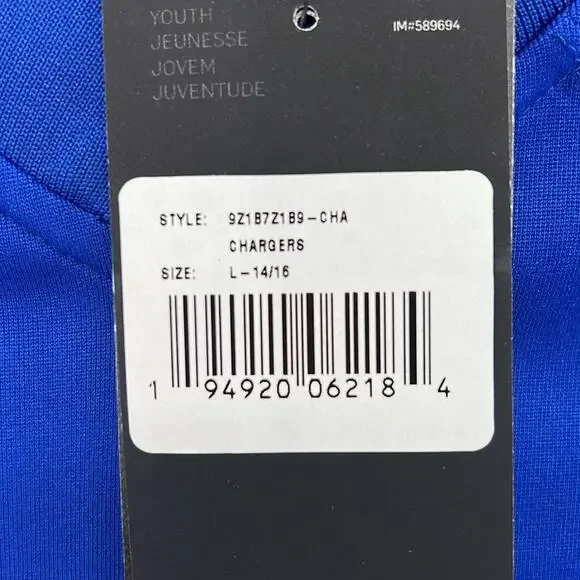 YOUTH
JEUNESSE
JOVEM
JUVENTUDE
IM#589694
STYLE: 9Z1B7Z1B9-CHA
CHARGERS
SIZE: L-14/16
1 94920 06218 4